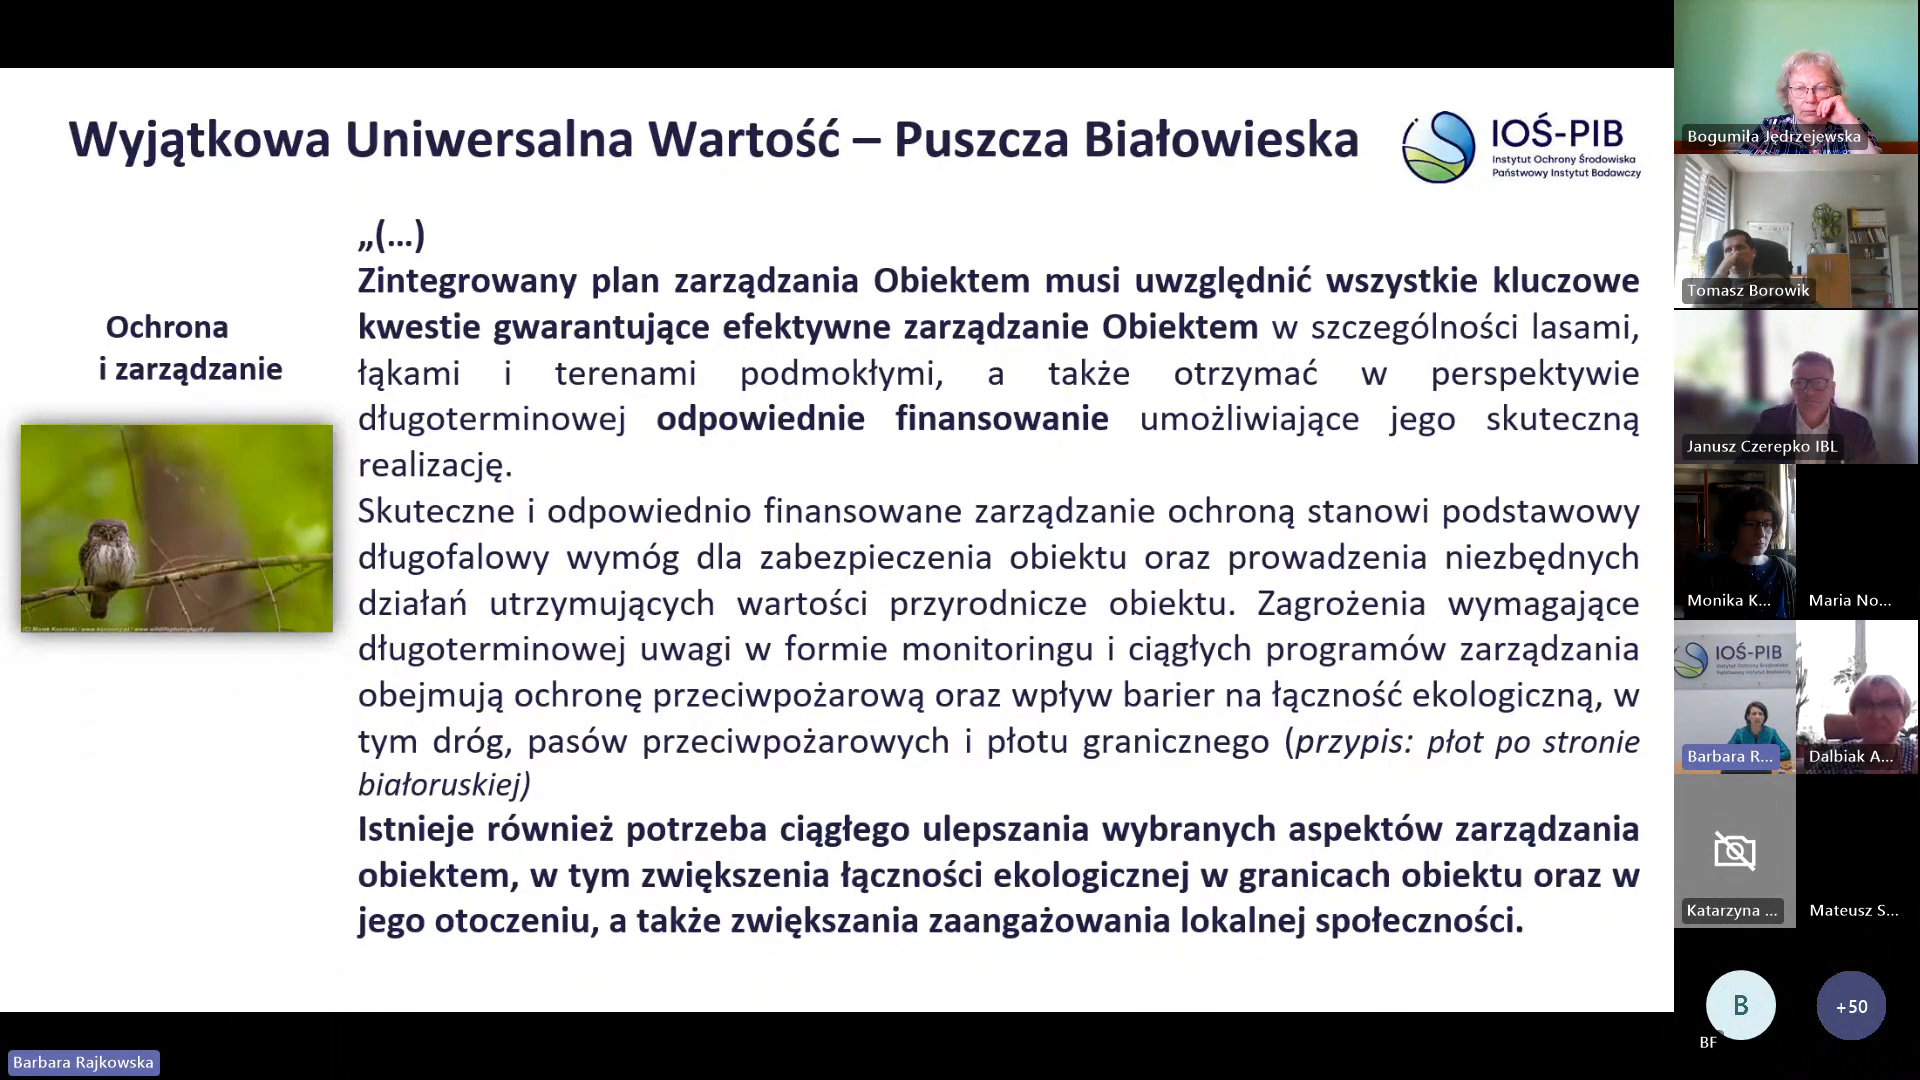 Wyjątkowa Uniwersalna Wartość – Puszcza Białowieska
IOŚ-PIB
Instytut Ochrony Środowiska
Państwowy Instytut Badawczy
Ochrona
i zarządzanie
„(…)
Zintegrowany plan zarządzania Obiektem musi uwzględnić wszystkie kluczowe
kwestie gwarantujące efektywne zarządzanie Obiektem w szczególności lasami,
łąkami i terenami podmokłymi, a także otrzymać w perspektywie
długoterminowej odpowiednie finansowanie umożliwiające jego skuteczną
realizację.
Skuteczne i odpowiednio finansowane zarządzanie ochroną stanowi podstawowy
długofalowy wymóg dla zabezpieczenia obiektu oraz prowadzenia niezbędnych
działań utrzymujących wartości przyrodnicze obiektu. Zagrożenia wymagające
długoterminowej uwagi w formie monitoringu i ciągłych programów zarządzania
obejmują ochronę przeciwpożarową oraz wpływ barier na łączność ekologiczną, w
tym dróg, pasów przeciwpożarowych i płotu granicznego (przypis: płot po stronie
białoruskiej)
Istnieje również potrzeba ciągłego ulepszania wybranych aspektów zarządzania
obiektem, w tym zwiększenia łączności ekologicznej w granicach obiektu oraz w
jego otoczeniu, a także zwiększania zaangażowania lokalnej społeczności.
Bogumiła Jędrzejewska
Tomasz Borowik
Janusz Czerepko IBL
Monika K...
Maria No...
IOŚ-PIB
Instytut Ochrony Środowiska
Państwowy Instytut Badawczy
Barbara R...
Dalbiak A...
Katarzyna ...
Mateusz S...
B
BF
+50
Barbara Rajkowska